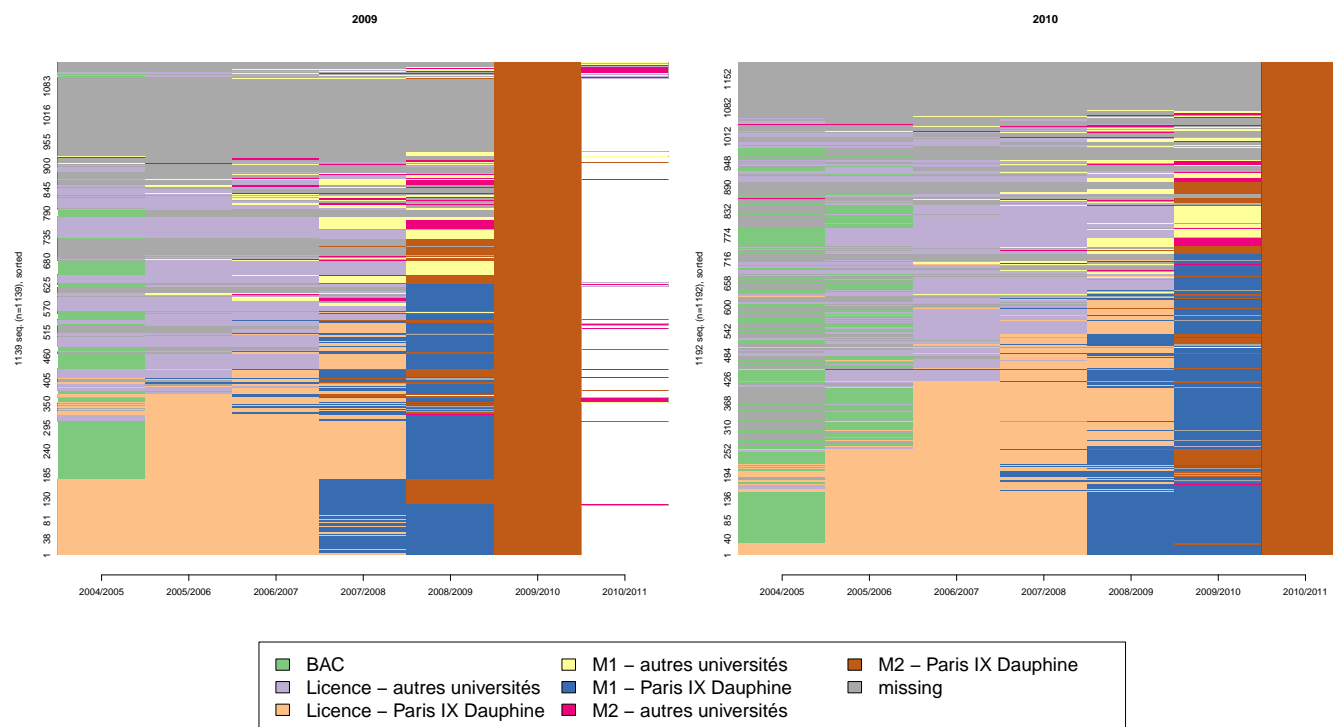 2009
2010
1139 seq. (n=1139), sorted
1 38 81 130 185 240 295 350 405 460 515 570 625 680 735 790 845 900 955 1016 1083
2004/2005 2005/2006 2006/2007 2007/2008 2008/2009 2009/2010 2010/2011
1192 seq. (n=1192), sorted
1 40 85 136 194 252 310 368 426 484 542 600 658 716 774 832 890 948 1012 1082 1152
2004/2005 2005/2006 2006/2007 2007/2008 2008/2009 2009/2010 2010/2011
BAC
Licence – autres universités
Licence – Paris IX Dauphine
M1 – autres universités
M1 – Paris IX Dauphine
M2 – autres universités
M2 – Paris IX Dauphine
missing